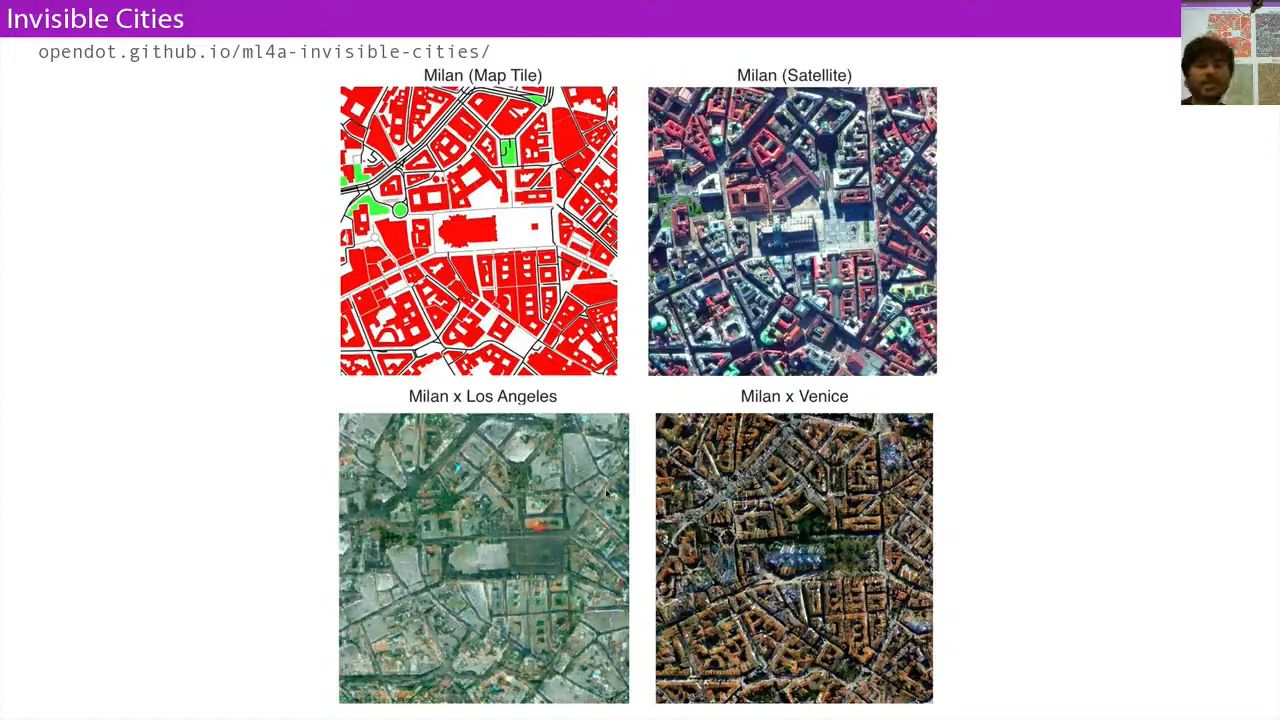 Invisible Cities
opendot.github.io/ml4a-invisible-cities/
Milan (Map Tile)
Milan (Satellite)
Milan x Los Angeles
Milan x Venice